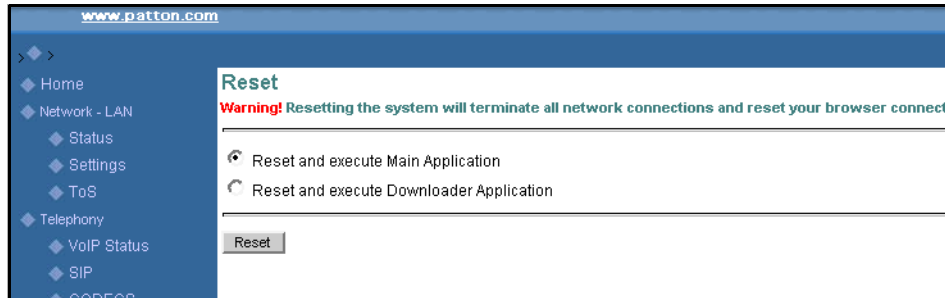 www.patton.com
> >
Home
Network - LAN
Status
Settings
ToS
Telephony
VoIP Status
SIP
CODECS
Reset
Warning! Resetting the system will terminate all network connections and reset your browser connect
Reset and execute Main Application
Reset and execute Downloader Application
Reset